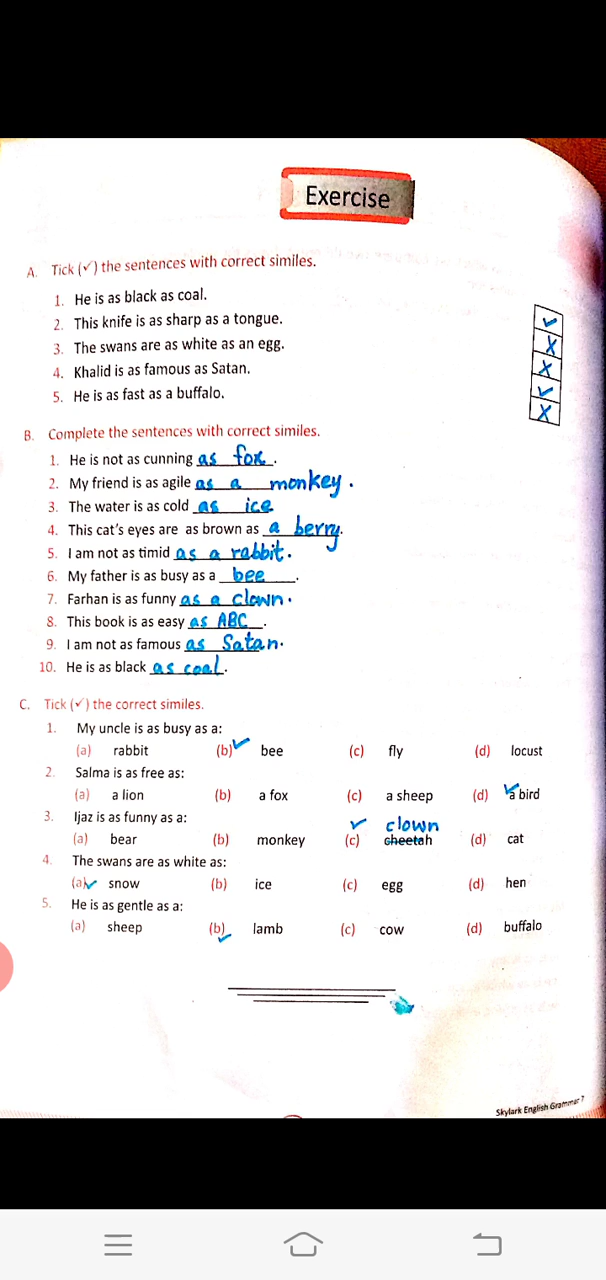 Exercise
A. Tick (✓) the sentences with correct similes.
1. He is as black as coal. ✓
2. This knife is as sharp as a tongue. X
3. The swans are as white as an egg. X
4. Khalid is as famous as Satan. ✓
5. He is as fast as a buffalo. X
B. Complete the sentences with correct similes.
1. He is not as cunning as fox.
2. My friend is as agile as a monkey.
3. The water is as cold as ice
4. This cat's eyes are as brown as a berry.
5. I am not as timid as a rabbit.
6. My father is as busy as a bee.
7. Farhan is as funny as a clown.
8. This book is as easy as ABC.
9. I am not as famous as Satan.
10. He is as black as coal.
C. Tick (✓) the correct similes.
1. My uncle is as busy as a:
(a) rabbit (b) ✓ bee (c) fly (d) locust
2. Salma is as free as:
(a) a lion (b) a fox (c) a sheep (d) ✓ a bird
3. Ijaz is as funny as a: ✓ clown
(a) bear (b) monkey (c) cheetah (d) cat
4. The swans are as white as:
(a) ✓ snow (b) ice (c) egg (d) hen
5. He is as gentle as a:
(a) sheep (b) ✓ lamb (c) cow (d) buffalo
Skylark English Grammar 7